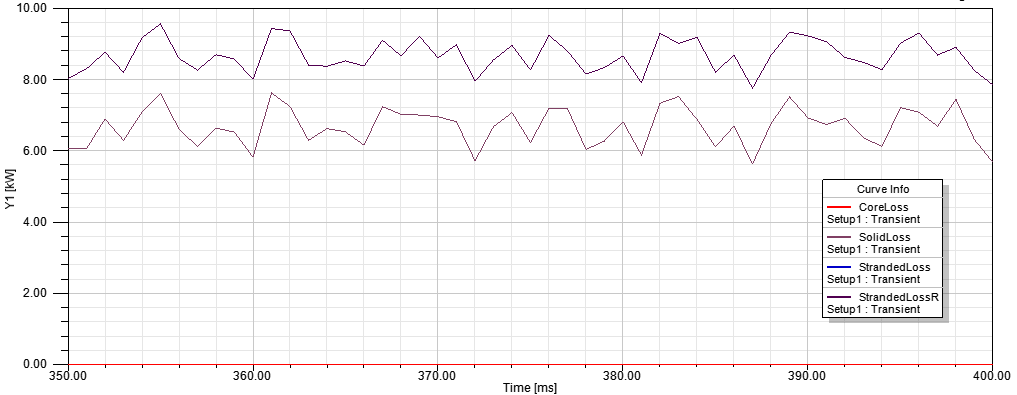 10.00
8.00
6.00
4.00
2.00
0.00
Y1 [kW]
350.00 360.00 370.00 380.00 390.00 400.00
Time [ms]
Curve Info
CoreLoss
Setup1 : Transient
SolidLoss
Setup1 : Transient
StrandedLoss
Setup1 : Transient
StrandedLossR
Setup1 : Transient